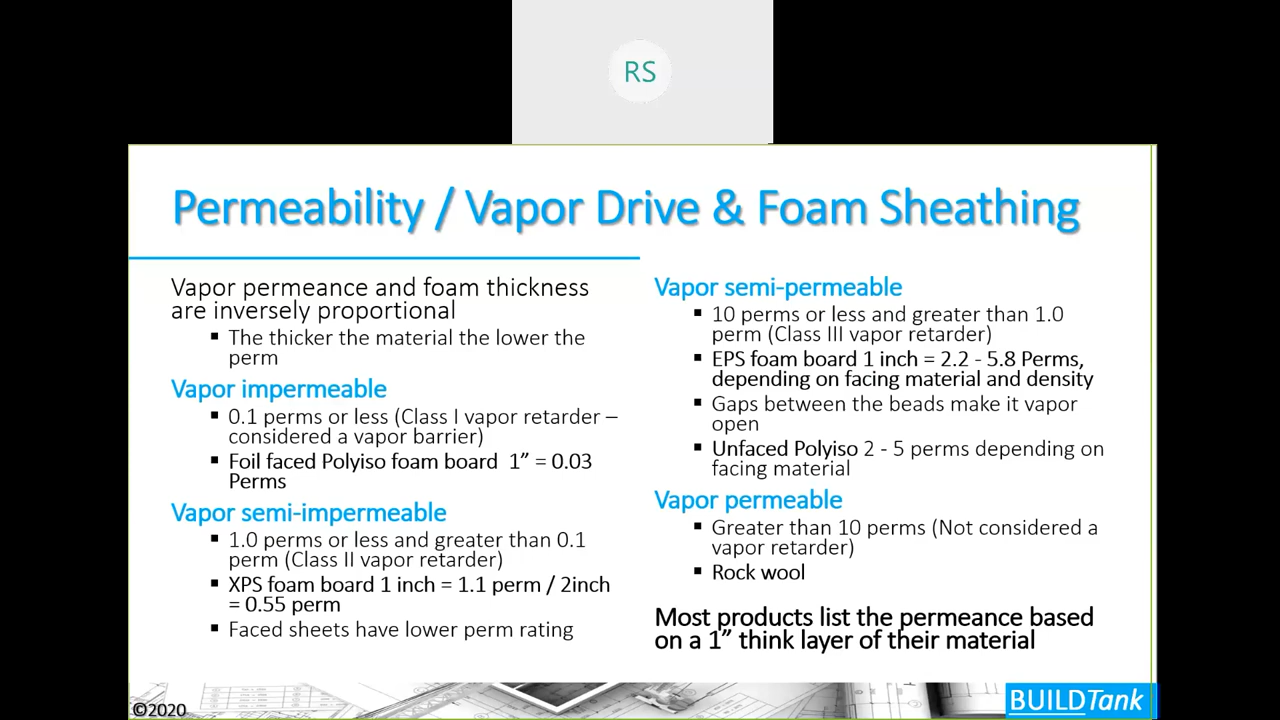 RS
Permeability / Vapor Drive & Foam Sheathing
Vapor permeance and foam thickness
are inversely proportional
▪ The thicker the material the lower the
perm
Vapor impermeable
▪ 0.1 perms or less (Class I vapor retarder –
considered a vapor barrier)
▪ Foil faced Polyiso foam board 1” = 0.03
Perms
Vapor semi-impermeable
▪ 1.0 perms or less and greater than 0.1
perm (Class II vapor retarder)
▪ XPS foam board 1 inch = 1.1 perm / 2inch
= 0.55 perm
▪ Faced sheets have lower perm rating
Vapor semi-permeable
▪ 10 perms or less and greater than 1.0
perm (Class III vapor retarder)
▪ EPS foam board 1 inch = 2.2 - 5.8 Perms,
depending on facing material and density
▪ Gaps between the beads make it vapor
open
▪ Unfaced Polyiso 2 - 5 perms depending on
facing material
Vapor permeable
▪ Greater than 10 perms (Not considered a
vapor retarder)
▪ Rock wool
Most products list the permeance based
on a 1” think layer of their material
©2020
BUILDTank